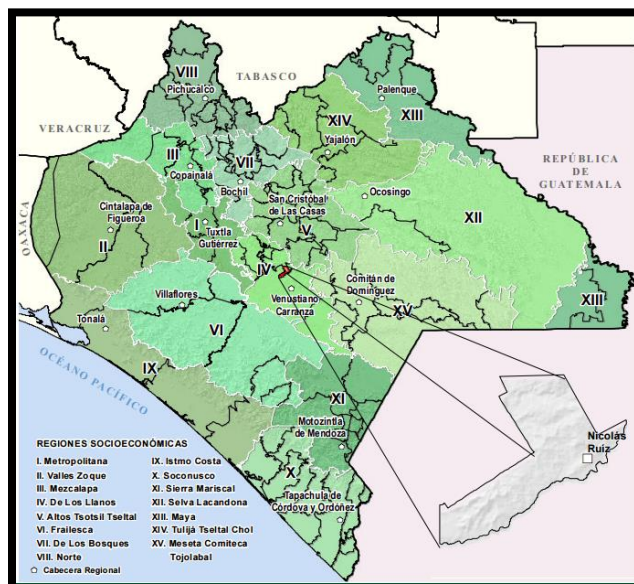 VIII
Pichucalco
TABASCO
Palenque
XIII
XIV
Yajalón
VERACRUZ
III
Copainalá
VII
Bochil
REPÚBLICA
DE
GUATEMALA
Ocosingo
San Cristóbal
de Las Casas
XII
OAXACA
Cintalapa de
Figueroa
II
I
Tuxtla
Gutiérrez
V
IV
Comitán de
Domínguez
XIII
Villaflores
Venustiano
Carranza
XV
Tonalá
VI
OCÉANO PACÍFICO
IX
XI
Motozintla
de Mendoza
Nicolás
Ruíz
X
Tapachula de
Córdova y Ordóñez
REGIONES SOCIOECONÓMICAS
I. Metropolitana
II. Valles Zoque
III. Mezcalapa
IV. De Los Llanos
V. Altos Tsotsil Tseltal
VI. Frailesca
VII. De Los Bosques
VIII. Norte
IX. Istmo Costa
X. Soconusco
XI. Sierra Mariscal
XII. Selva Lacandona
XIII. Maya
XIV. Tulijá Tseltal Chol
XV. Meseta Comiteca
Tojolabal
Cabecera Regional